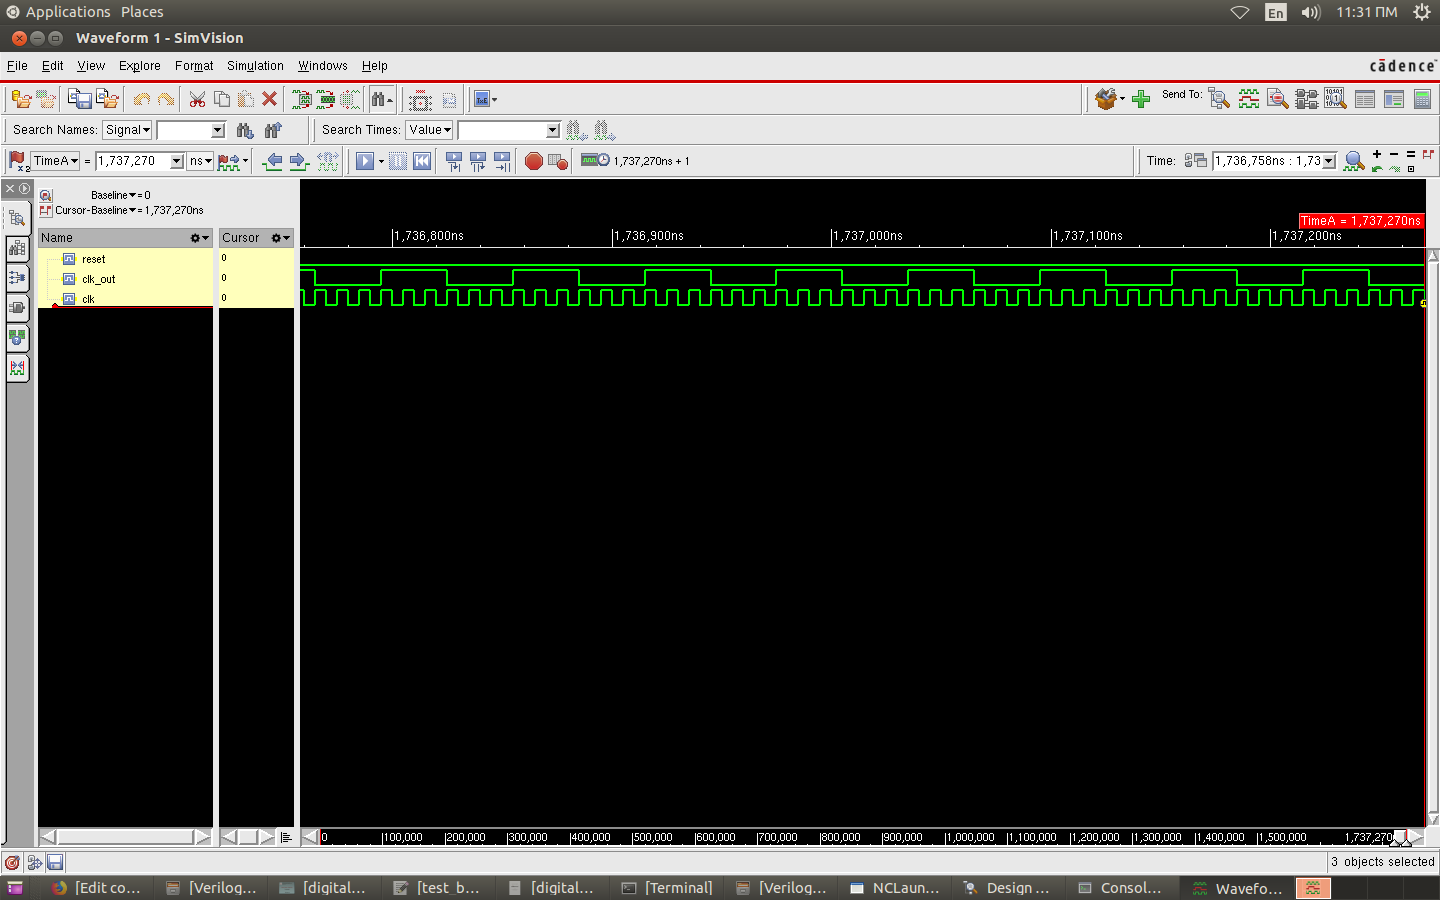 Applications Places En 11:31 ΠΜ
Waveform 1 - SimVision
File Edit View Explore Format Simulation Windows Help cādence
Send To:
Search Names: Signal Search Times: Value
TimeA = 1,737,270 ns 1,737,270ns + 1 Time: 1,736,758ns : 1,73
Baseline = 0
Cursor-Baseline = 1,737,270ns
TimeA = 1,737,270ns
Name Cursor 1,736,800ns 1,736,900ns 1,737,000ns 1,737,100ns 1,737,200ns
reset 0
clk_out 0
clk 0
0 100,000 200,000 300,000 400,000 500,000 600,000 700,000 800,000 900,000 1,000,000 1,100,000 1,200,000 1,300,000 1,400,000 1,500,000 1,737,270
3 objects selected
[Edit co... [Verilog... [digital... [test_b... [digital... [Terminal] [Verilog... NCLaun... Design ... Consol... Wavefo...